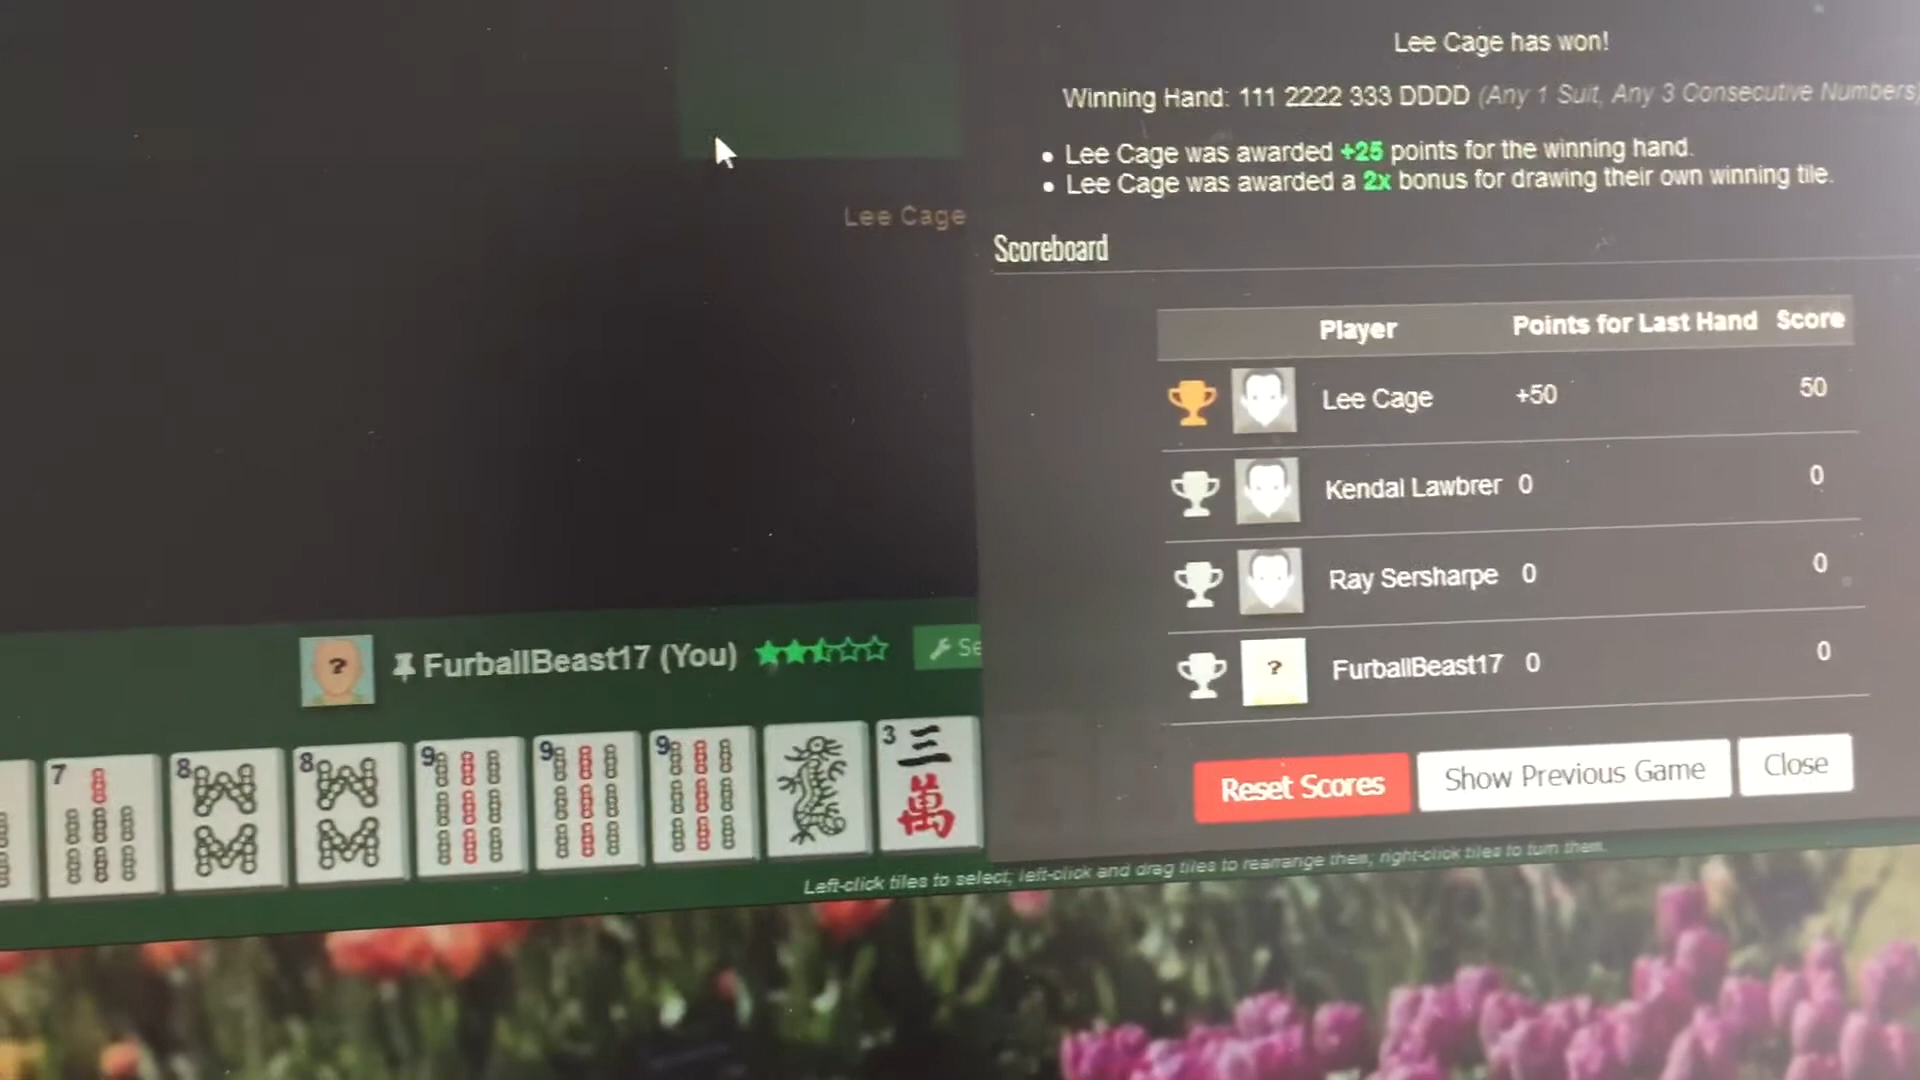 Lee Cage has won!
Winning Hand: 111 2222 333 DDDD (Any 1 Suit, Any 3 Consecutive Numbers)
Lee Cage was awarded +25 points for the winning hand.
Lee Cage was awarded a 2x bonus for drawing their own winning tile.
Lee Cage
Scoreboard
Player Points for Last Hand Score
Lee Cage +50 50
Kendal Lawbrer 0 0
Ray Sersharpe 0 0
FurballBeast17 0 0
? FurballBeast17 (You) Se
?
Reset Scores Show Previous Game Close
7 8 8 9 9 9 3 三萬
Left-click tiles to select; left-click and drag tiles to rearrange them; right-click tiles to turn them.